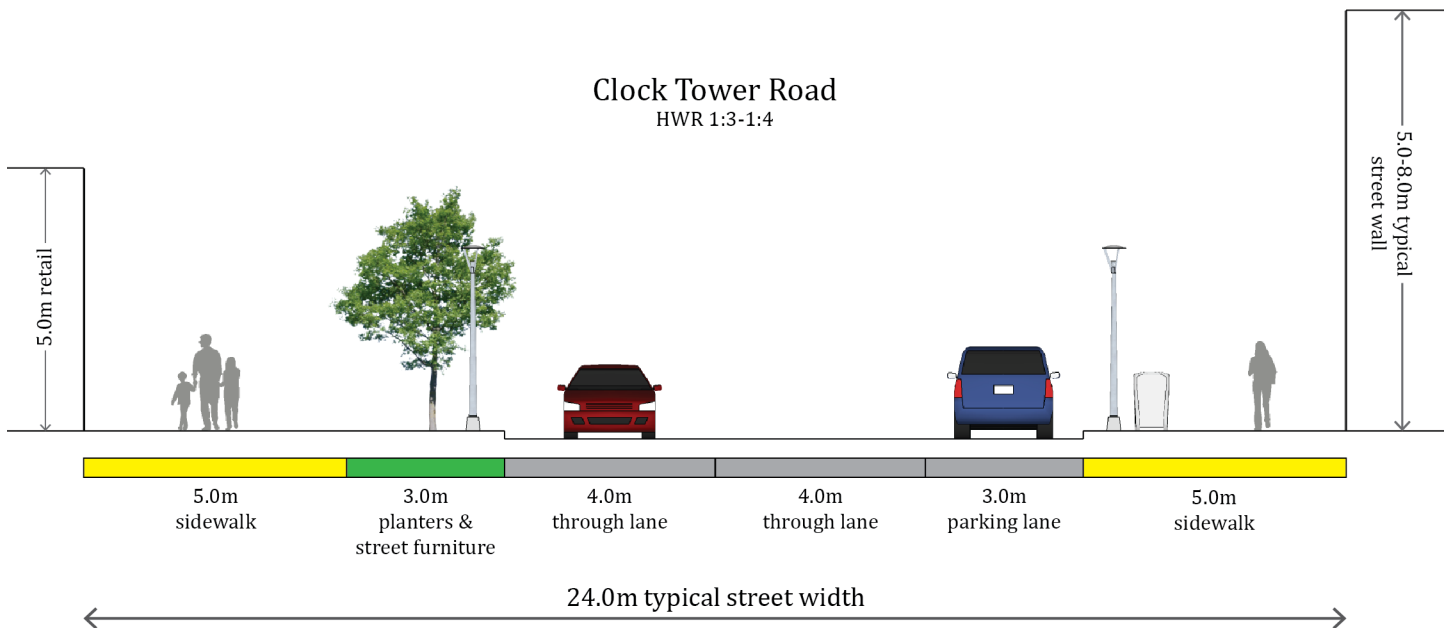 Clock Tower Road
HWR 1:3-1:4
5.0m retail
5.0-8.0m typical
street wall
5.0m
sidewalk
3.0m
planters &
street furniture
4.0m
through lane
4.0m
through lane
3.0m
parking lane
5.0m
sidewalk
24.0m typical street width